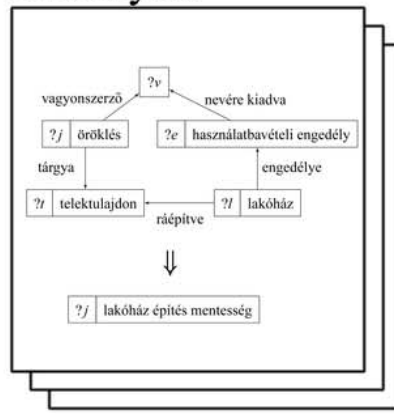 ?v
vagyonszerző
nevére kiadva
?j öröklés
?e használatbavételi engedély
tárgya
engedélye
?t telektulajdon
?l lakóház
ráépítve
⇓
?j lakóház építés mentesség